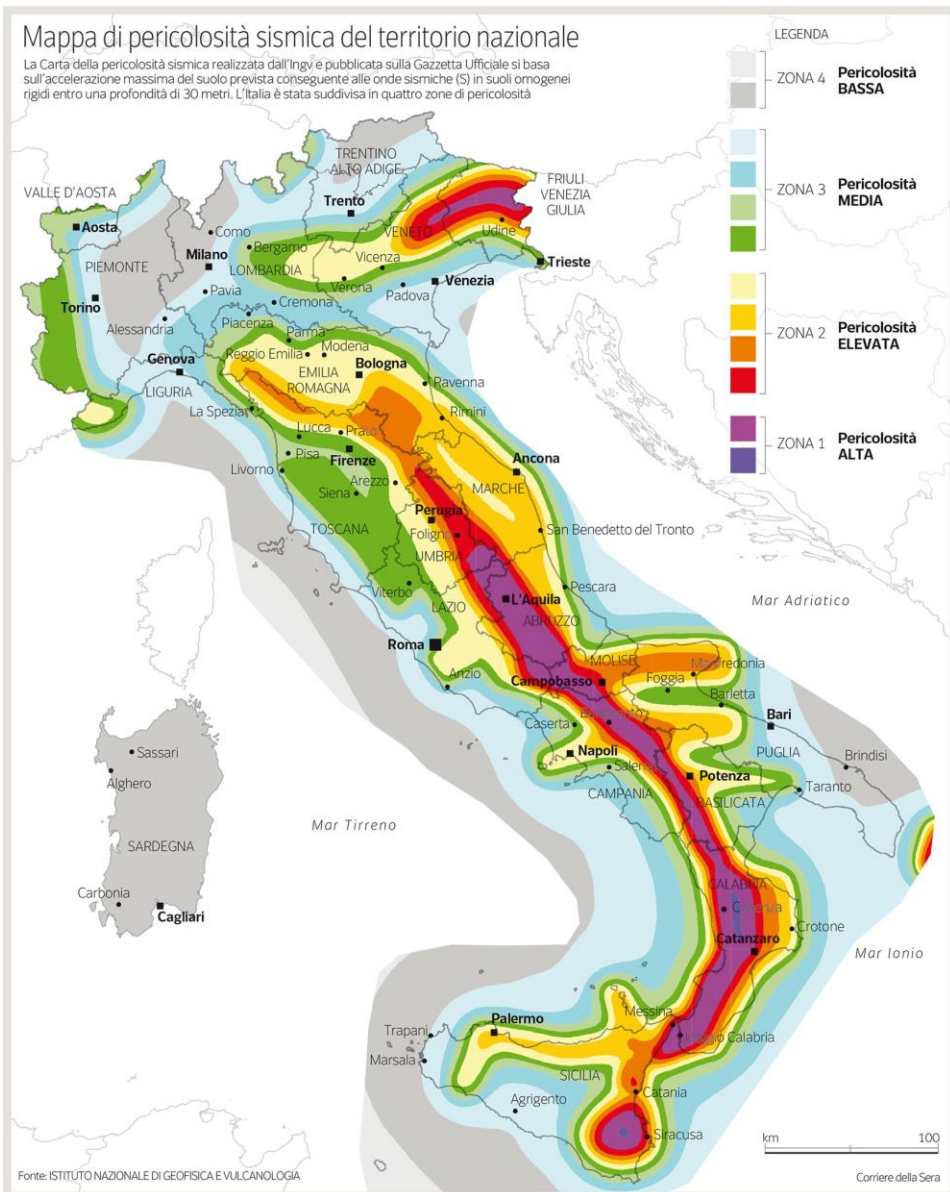 Mappa di pericolosità sismica del territorio nazionale
La Carta della pericolosità sismica realizzata dall'Ingv e pubblicata sulla Gazzetta Ufficiale si basa
sull'accelerazione massima del suolo prevista conseguente alle onde sismiche (S) in suoli omogenei
rigidi entro una profondità di 30 metri. L'Italia è stata suddivisa in quattro zone di pericolosità
LEGENDA
ZONA 4
Pericolosità
BASSA
ZONA 3
Pericolosità
MEDIA
ZONA 2
Pericolosità
ELEVATA
ZONA 1
Pericolosità
ALTA
TRENTINO
ALTO ADIGE
FRIULI
VENEZIA
GIULIA
VALLE D'AOSTA
Trento
Aosta
Como
VENETO
Udine
Bergamo
Milano
Vicenza
Trieste
PIEMONTE
LOMBARDIA
Verona
Venezia
Padova
Pavia
Torino
Cremona
Piacenza
Alessandria
Parma
Modena
Reggio Emilia
Genova
Bologna
EMILIA
ROMAGNA
Ravenna
LIGURIA
La Spezia
Rimini
Lucca
Prato
Pisa
Firenze
Ancona
Livorno
Arezzo
Siena
MARCHE
Perugia
TOSCANA
Foligno
San Benedetto del Tronto
UMBRIA
Viterbo
Pescara
L'Aquila
LAZIO
ABRUZZO
Mar Adriatico
Roma
MOLISE
Manfredonia
Anzio
Campobasso
Foggia
Barletta
Caserta
Bari
Napoli
PUGLIA
Sassari
Brindisi
Alghero
Salerno
Potenza
CAMPANIA
BASILICATA
Taranto
Mar Tirreno
SARDEGNA
CALABRIA
Carbonia
Cosenza
Cagliari
Crotone
Catanzaro
Mar Ionio
Messina
Palermo
Trapani
Reggio Calabria
Marsala
SICILIA
Catania
Agrigento
Siracusa
km
100
Fonte: ISTITUTO NAZIONALE DI GEOFISICA E VULCANOLOGIA
Corriere della Sera